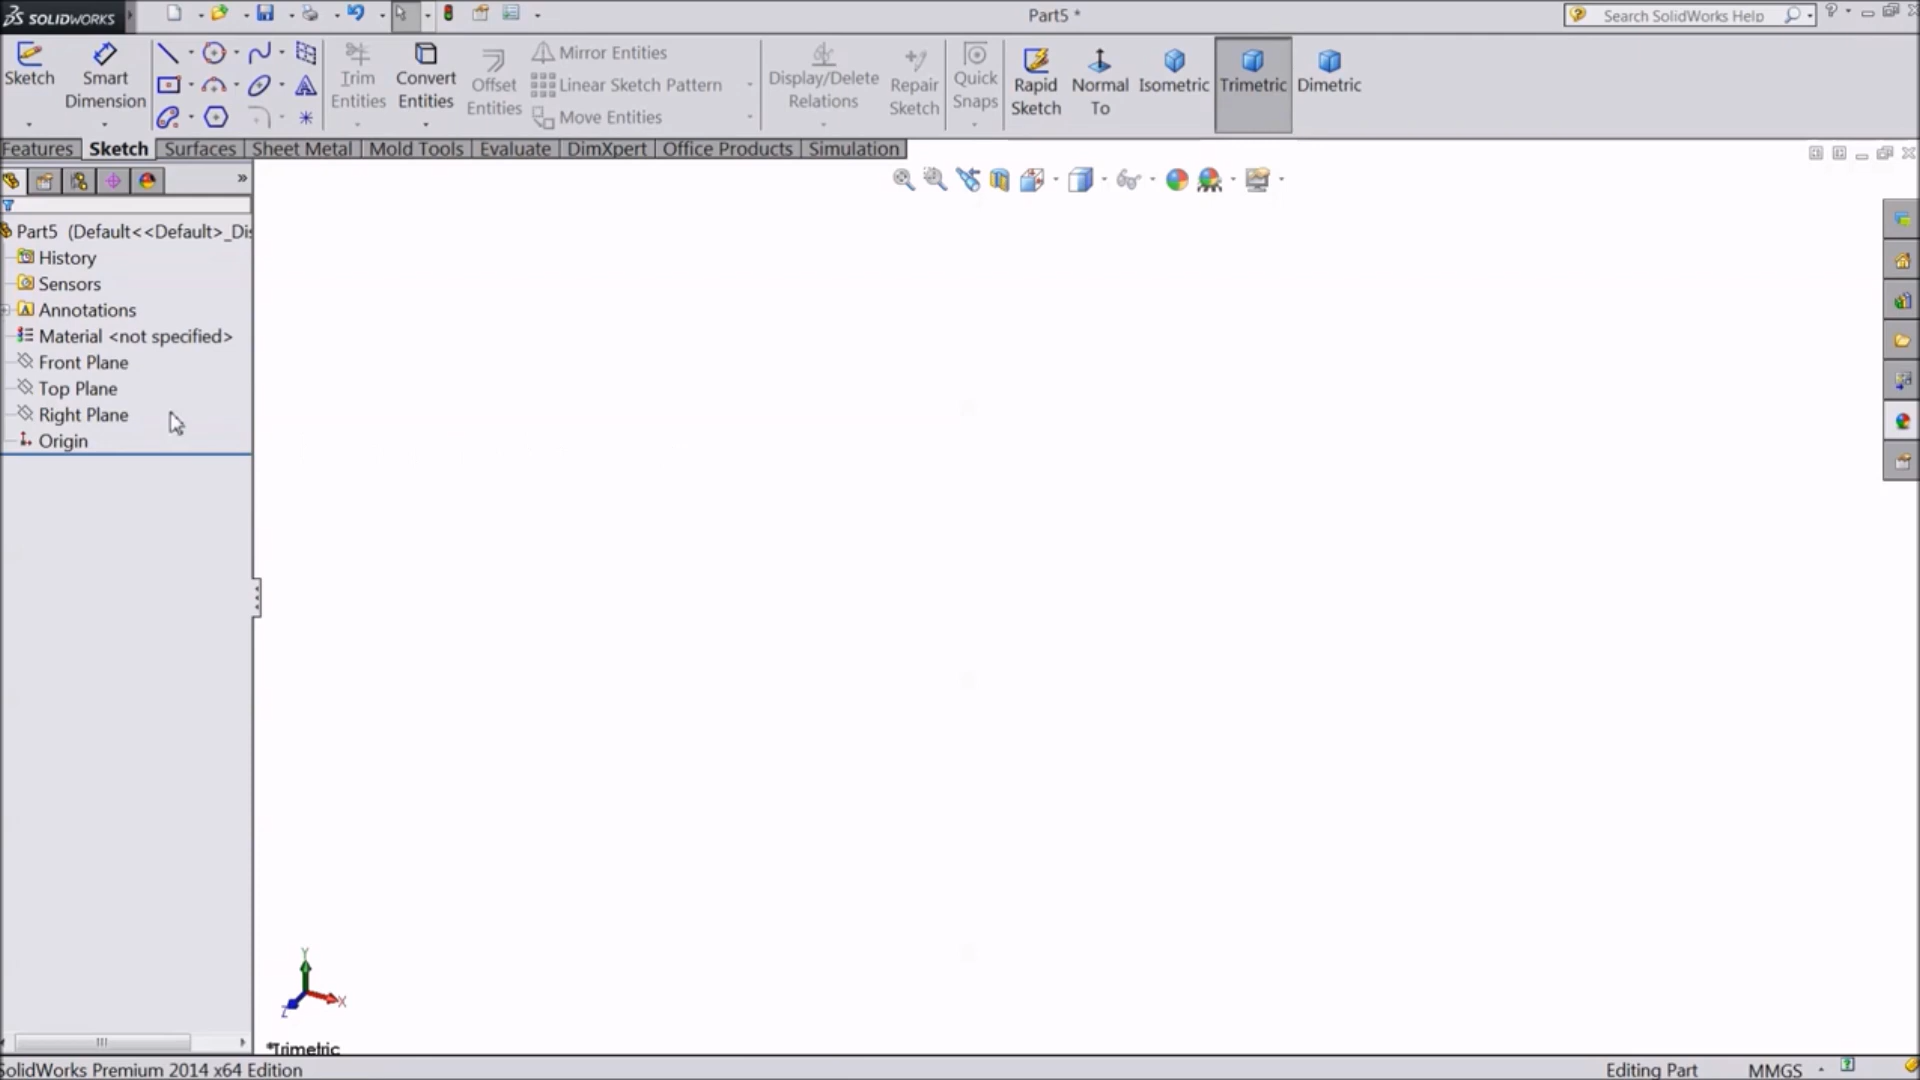 SOLIDWORKS
Part5 *
Search SolidWorks Help
Sketch
Smart
Dimension
Trim
Entities
Convert
Entities
Offset
Entities
Mirror Entities
Linear Sketch Pattern
Move Entities
Display/Delete
Relations
Repair
Sketch
Quick
Snaps
Rapid
Sketch
Normal
To
Isometric
Trimetric
Dimetric
Features
Sketch
Surfaces
Sheet Metal
Mold Tools
Evaluate
DimXpert
Office Products
Simulation
Part5 (Default<<Default>_Dis
History
Sensors
Annotations
Material <not specified>
Front Plane
Top Plane
Right Plane
Origin
Y
X
Z
*Trimetric
SolidWorks Premium 2014 x64 Edition
Editing Part
MMGS